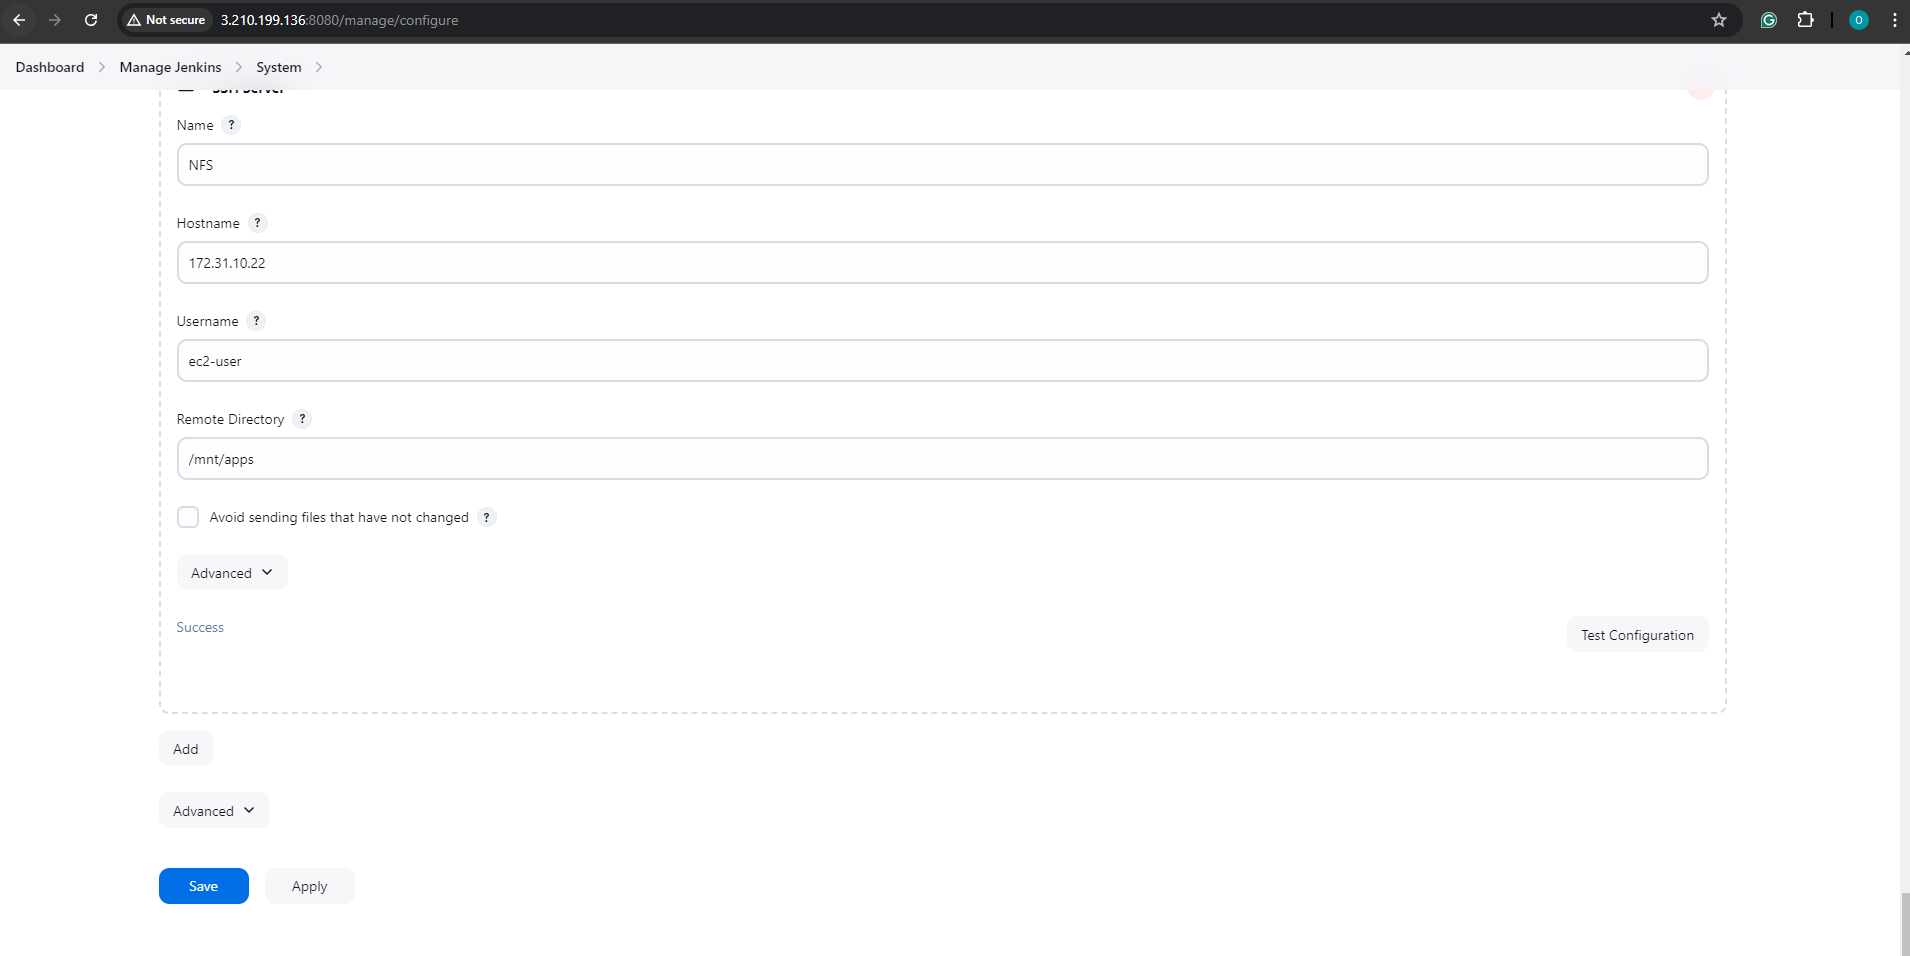 Not secure 3.210.199.136:8080/manage/configure
O
Dashboard Manage Jenkins System
SSH Server
Name ?
NFS
Hostname ?
172.31.10.22
Username ?
ec2-user
Remote Directory ?
/mnt/apps
Avoid sending files that have not changed ?
Advanced
Success
Test Configuration
Add
Advanced
Save Apply